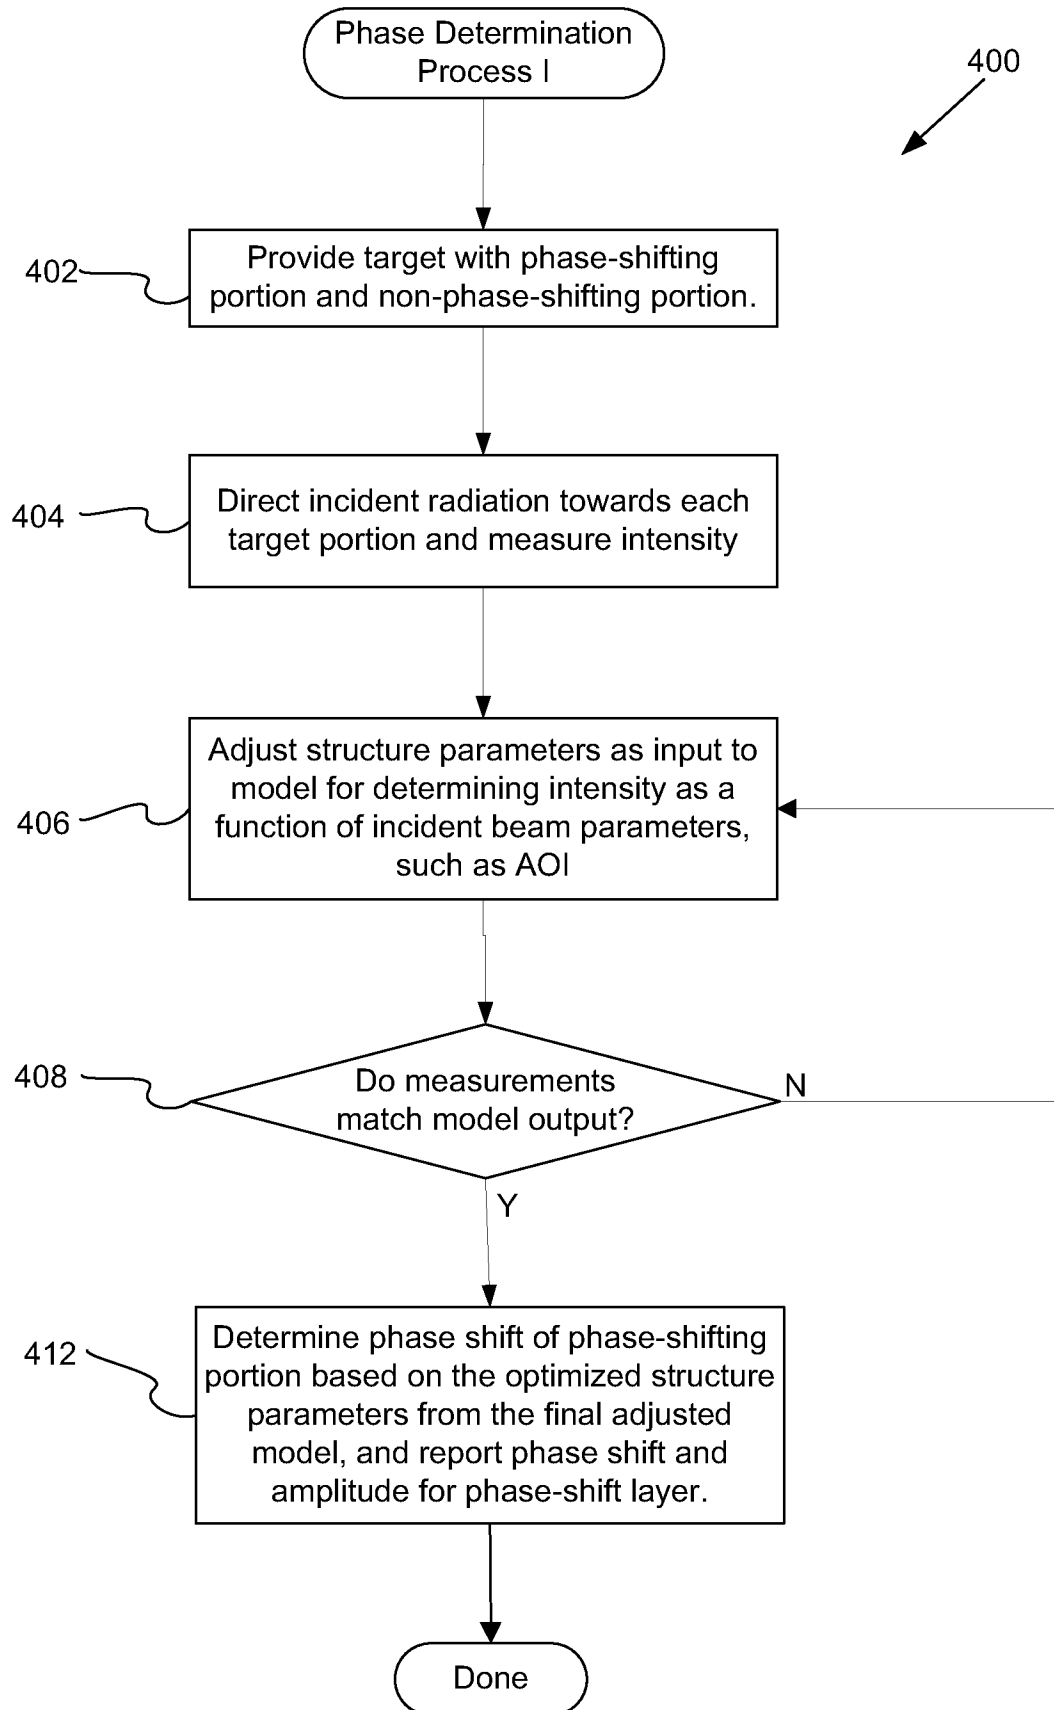 Phase Determination
Process I
400
402
Provide target with phase-shifting
portion and non-phase-shifting portion.
404
Direct incident radiation towards each
target portion and measure intensity
406
Adjust structure parameters as input to
model for determining intensity as a
function of incident beam parameters,
such as AOI
408
Do measurements
match model output?
N
Y
412
Determine phase shift of phase-shifting
portion based on the optimized structure
parameters from the final adjusted
model, and report phase shift and
amplitude for phase-shift layer.
Done